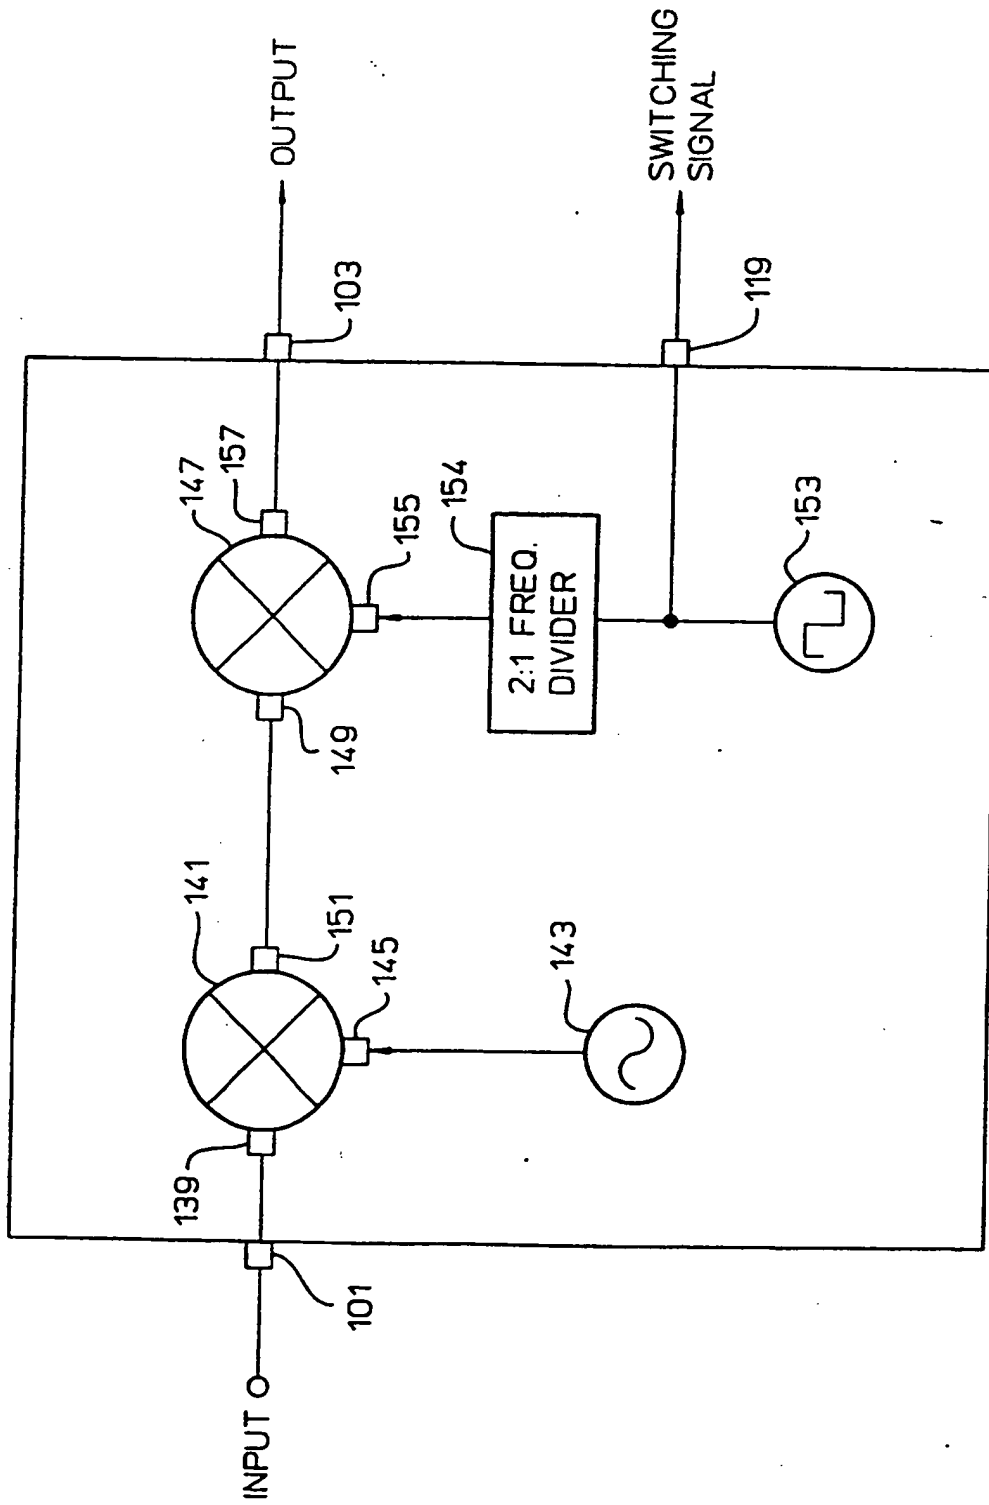 INPUT
101
139
141
151
145
143
149
147
157
155
2:1 FREQ.
DIVIDER
154
153
103
OUTPUT
119
SWITCHING
SIGNAL